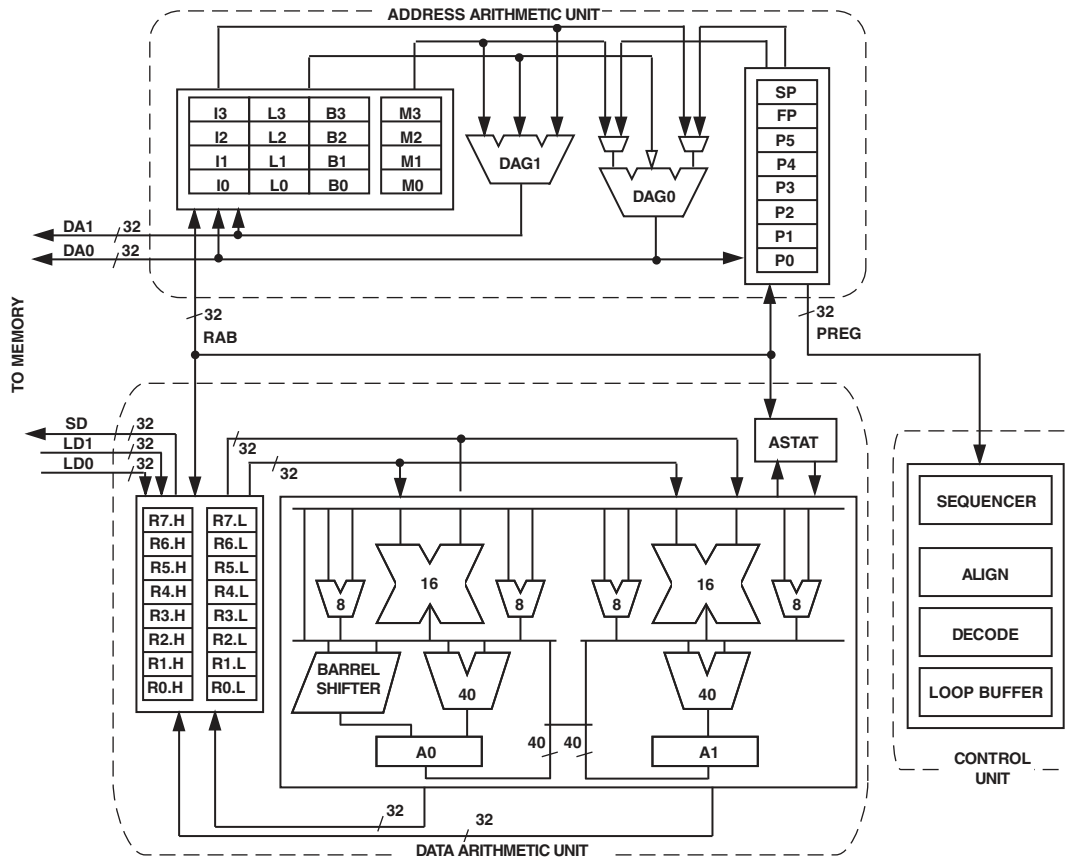 ADDRESS ARITHMETIC UNIT
I3 L3 B3 M3
I2 L2 B2 M2
I1 L1 B1 M1
I0 L0 B0 M0
DAG1
DAG0
SP
FP
P5
P4
P3
P2
P1
P0
DA1 32
DA0 32
TO MEMORY
32
RAB
32
PREG
SD 32
LD1 32
LD0 32
32
32
ASTAT
R7.H R7.L
R6.H R6.L
R5.H R5.L
R4.H R4.L
R3.H R3.L
R2.H R2.L
R1.H R1.L
R0.H R0.L
8 16 8 8 16 8
BARREL
SHIFTER
40 40
A0 40 40 A1
32
32
DATA ARITHMETIC UNIT
SEQUENCER
ALIGN
DECODE
LOOP BUFFER
CONTROL
UNIT